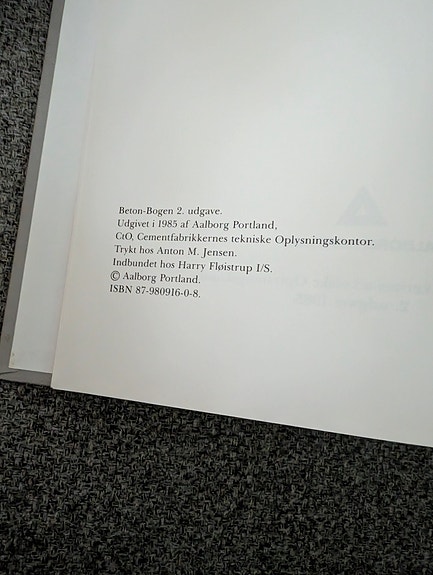 Beton-Bogen 2. udgave.
Udgivet i 1985 af Aalborg Portland,
CtO, Cementfabrikkernes tekniske Oplysningskontor.
Trykt hos Anton M. Jensen.
Indbundet hos Harry Fløistrup I/S.
© Aalborg Portland.
ISBN 87-980916-0-8.